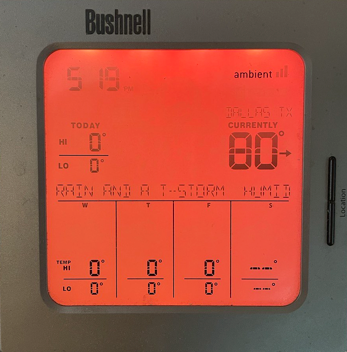 Bushnell
5 19
ambient
DALLAS TX
TODAY
CURRENTLY
HI 0°
80°
LO 0°
RAIN AND A T-STORM HUMID
W T F S
TEMP
HI 0° 0° 0° --- ---°
LO 0° 0° 0° --- ---°
Location